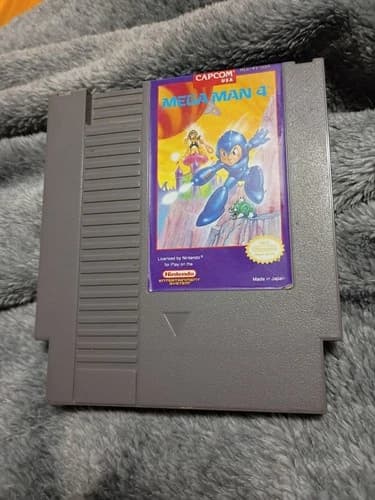 CAPCOM®
USA
MEGA MAN 4
Licensed by Nintendo®
for Play on the
Nintendo
ENTERTAINMENT
SYSTEM®
Made in Japan